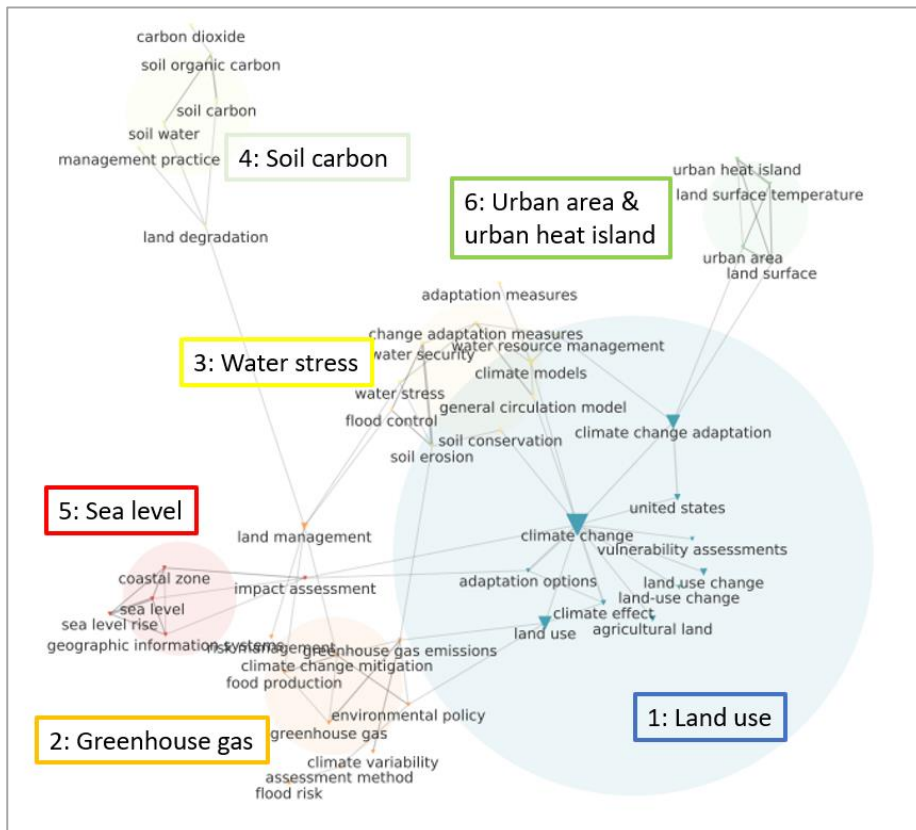 carbon dioxide
soil organic carbon
soil carbon
soil water
management practice
4: Soil carbon
land degradation
urban heat island
land surface temperature
6: Urban area &
urban heat island
urban area
land surface
adaptation measures
change adaptation measures
water resource management
water security
3: Water stress
climate models
water stress
general circulation model
flood control
soil conservation
climate change adaptation
soil erosion
5: Sea level
united states
land management
climate change
vulnerability assessments
coastal zone
impact assessment
adaptation options
land use change
land-use change
sea level
sea level rise
climate effect
land use
agricultural land
geographic information systems
risk management
greenhouse gas emissions
climate change mitigation
food production
environmental policy
1: Land use
2: Greenhouse gas
greenhouse gas
climate variability
assessment method
flood risk